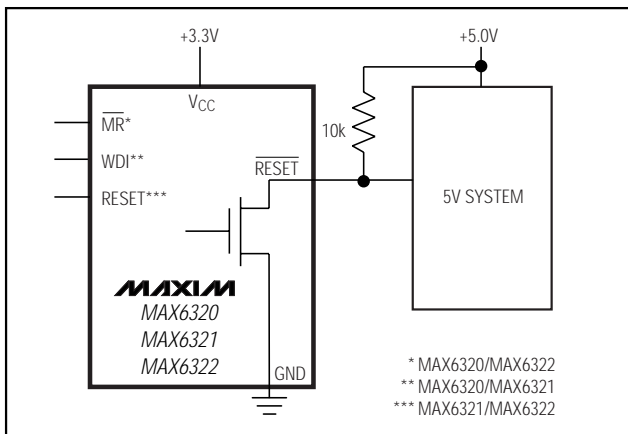 +3.3V
+5.0V
VCC
MR*
WDI**
RESET***
10k
RESET
5V SYSTEM
MAXIM
MAX6320
MAX6321
MAX6322
GND
* MAX6320/MAX6322
** MAX6320/MAX6321
*** MAX6321/MAX6322